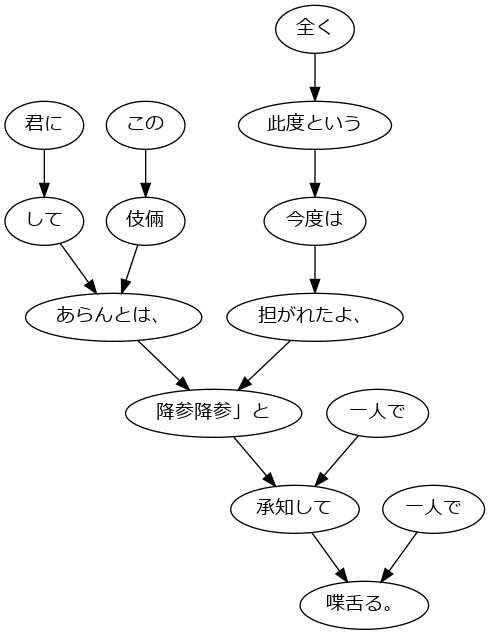 全く
君に
この
此度という
して
伎倆
今度は
あらんとは、
担がれたよ、
降参降参」と
一人で
承知して
一人で
喋舌る。